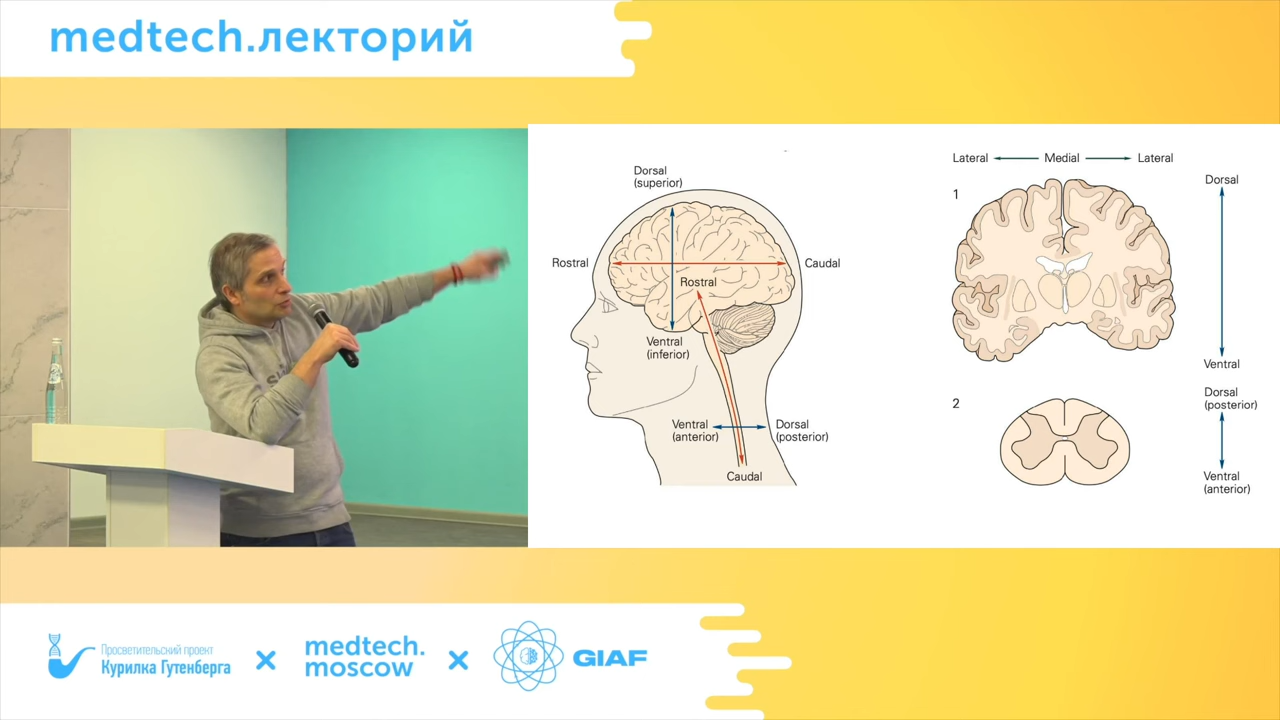 medtech.лекторий
Dorsal
(superior)
Rostral
Caudal
Rostral
Ventral
(inferior)
Ventral
(anterior)
Dorsal
(posterior)
Caudal
Lateral
Medial
Lateral
1
Dorsal
Ventral
2
Dorsal
(posterior)
Ventral
(anterior)
Просветительский проект
Курилка Гутенберга
x
medtech.
moscow
x
GIAF